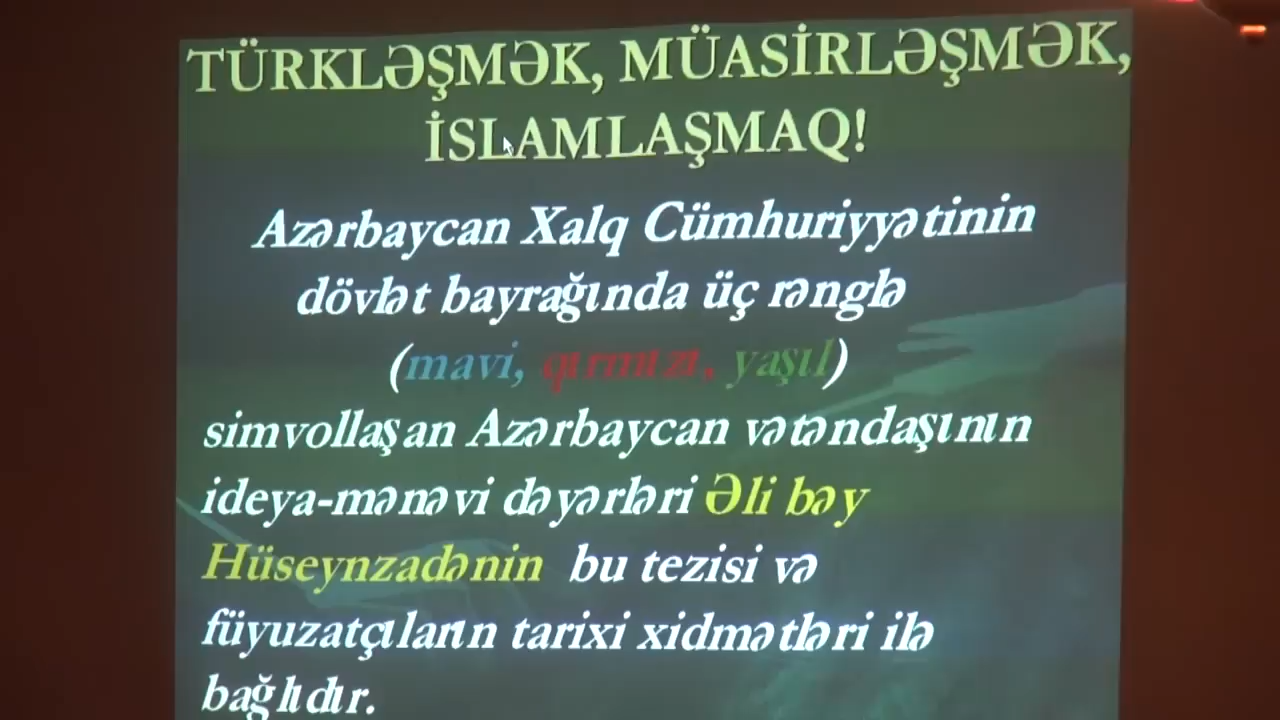 TÜRKLƏŞMƏK, MÜASİRLƏŞMƏK,
İSLAMLAŞMAQ!
Azərbaycan Xalq Cümhuriyyətinin
dövlət bayrağında üç rənglə
(mavi, qırmızı, yaşıl)
simvollaşan Azərbaycan vətəndaşının
ideya-mənəvi dəyərləri Əli bəy
Hüseynzadənin bu tezisi və
füyuzatçıların tarixi xidmətləri ilə
bağlıdır.